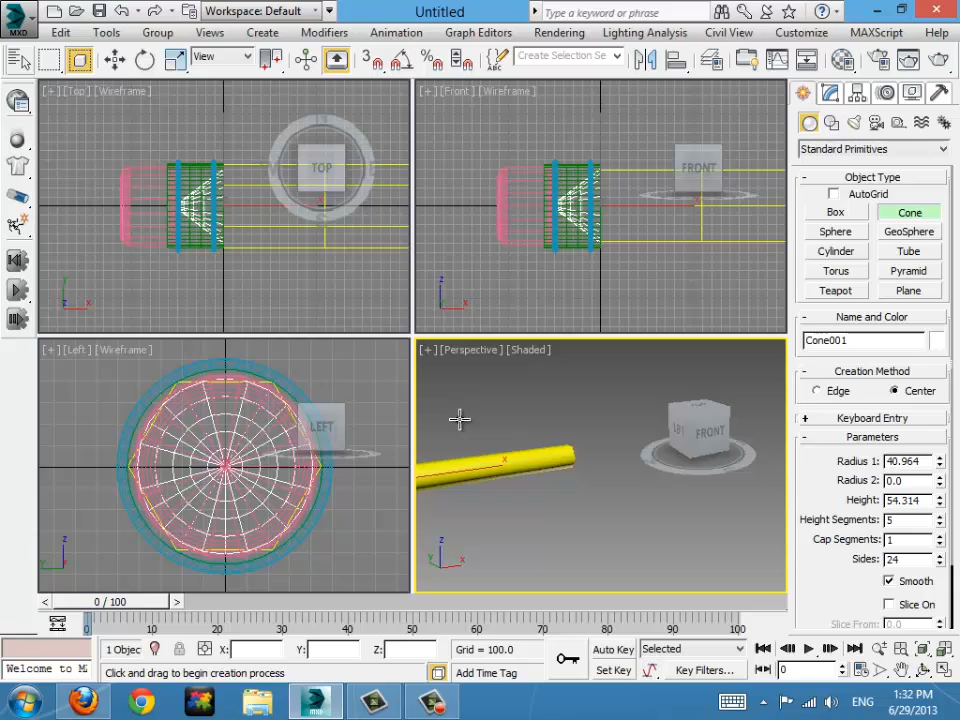 MXD
Workspace: Default
Untitled
Type a keyword or phrase
Edit Tools Group Views Create Modifiers Animation Graph Editors Rendering Lighting Analysis Civil View Customize MAXScript Help
View
3
Create Selection Se
[+] [Top] [Wireframe]
TOP
[+] [Front] [Wireframe]
FRONT
[+] [Left] [Wireframe]
LEFT
[+] [Perspective] [Shaded]
FRONT
Standard Primitives
Object Type
AutoGrid
Box Cone
Sphere GeoSphere
Cylinder Tube
Torus Pyramid
Teapot Plane
Name and Color
Cone001
Creation Method
Edge Center
Keyboard Entry
Parameters
Radius 1: 40.964
Radius 2: 0.0
Height: 54.314
Height Segments: 5
Cap Segments: 1
Sides: 24
Smooth
Slice On
Slice From: 0.0
0 / 100
0 10 20 30 40 50 60 70 80 90 100
1 Object X: Y: Z: Grid = 100.0 Auto Key Selected
Welcome to M Click and drag to begin creation process Add Time Tag Set Key Key Filters... 0
ENG
1:32 PM
6/29/2013